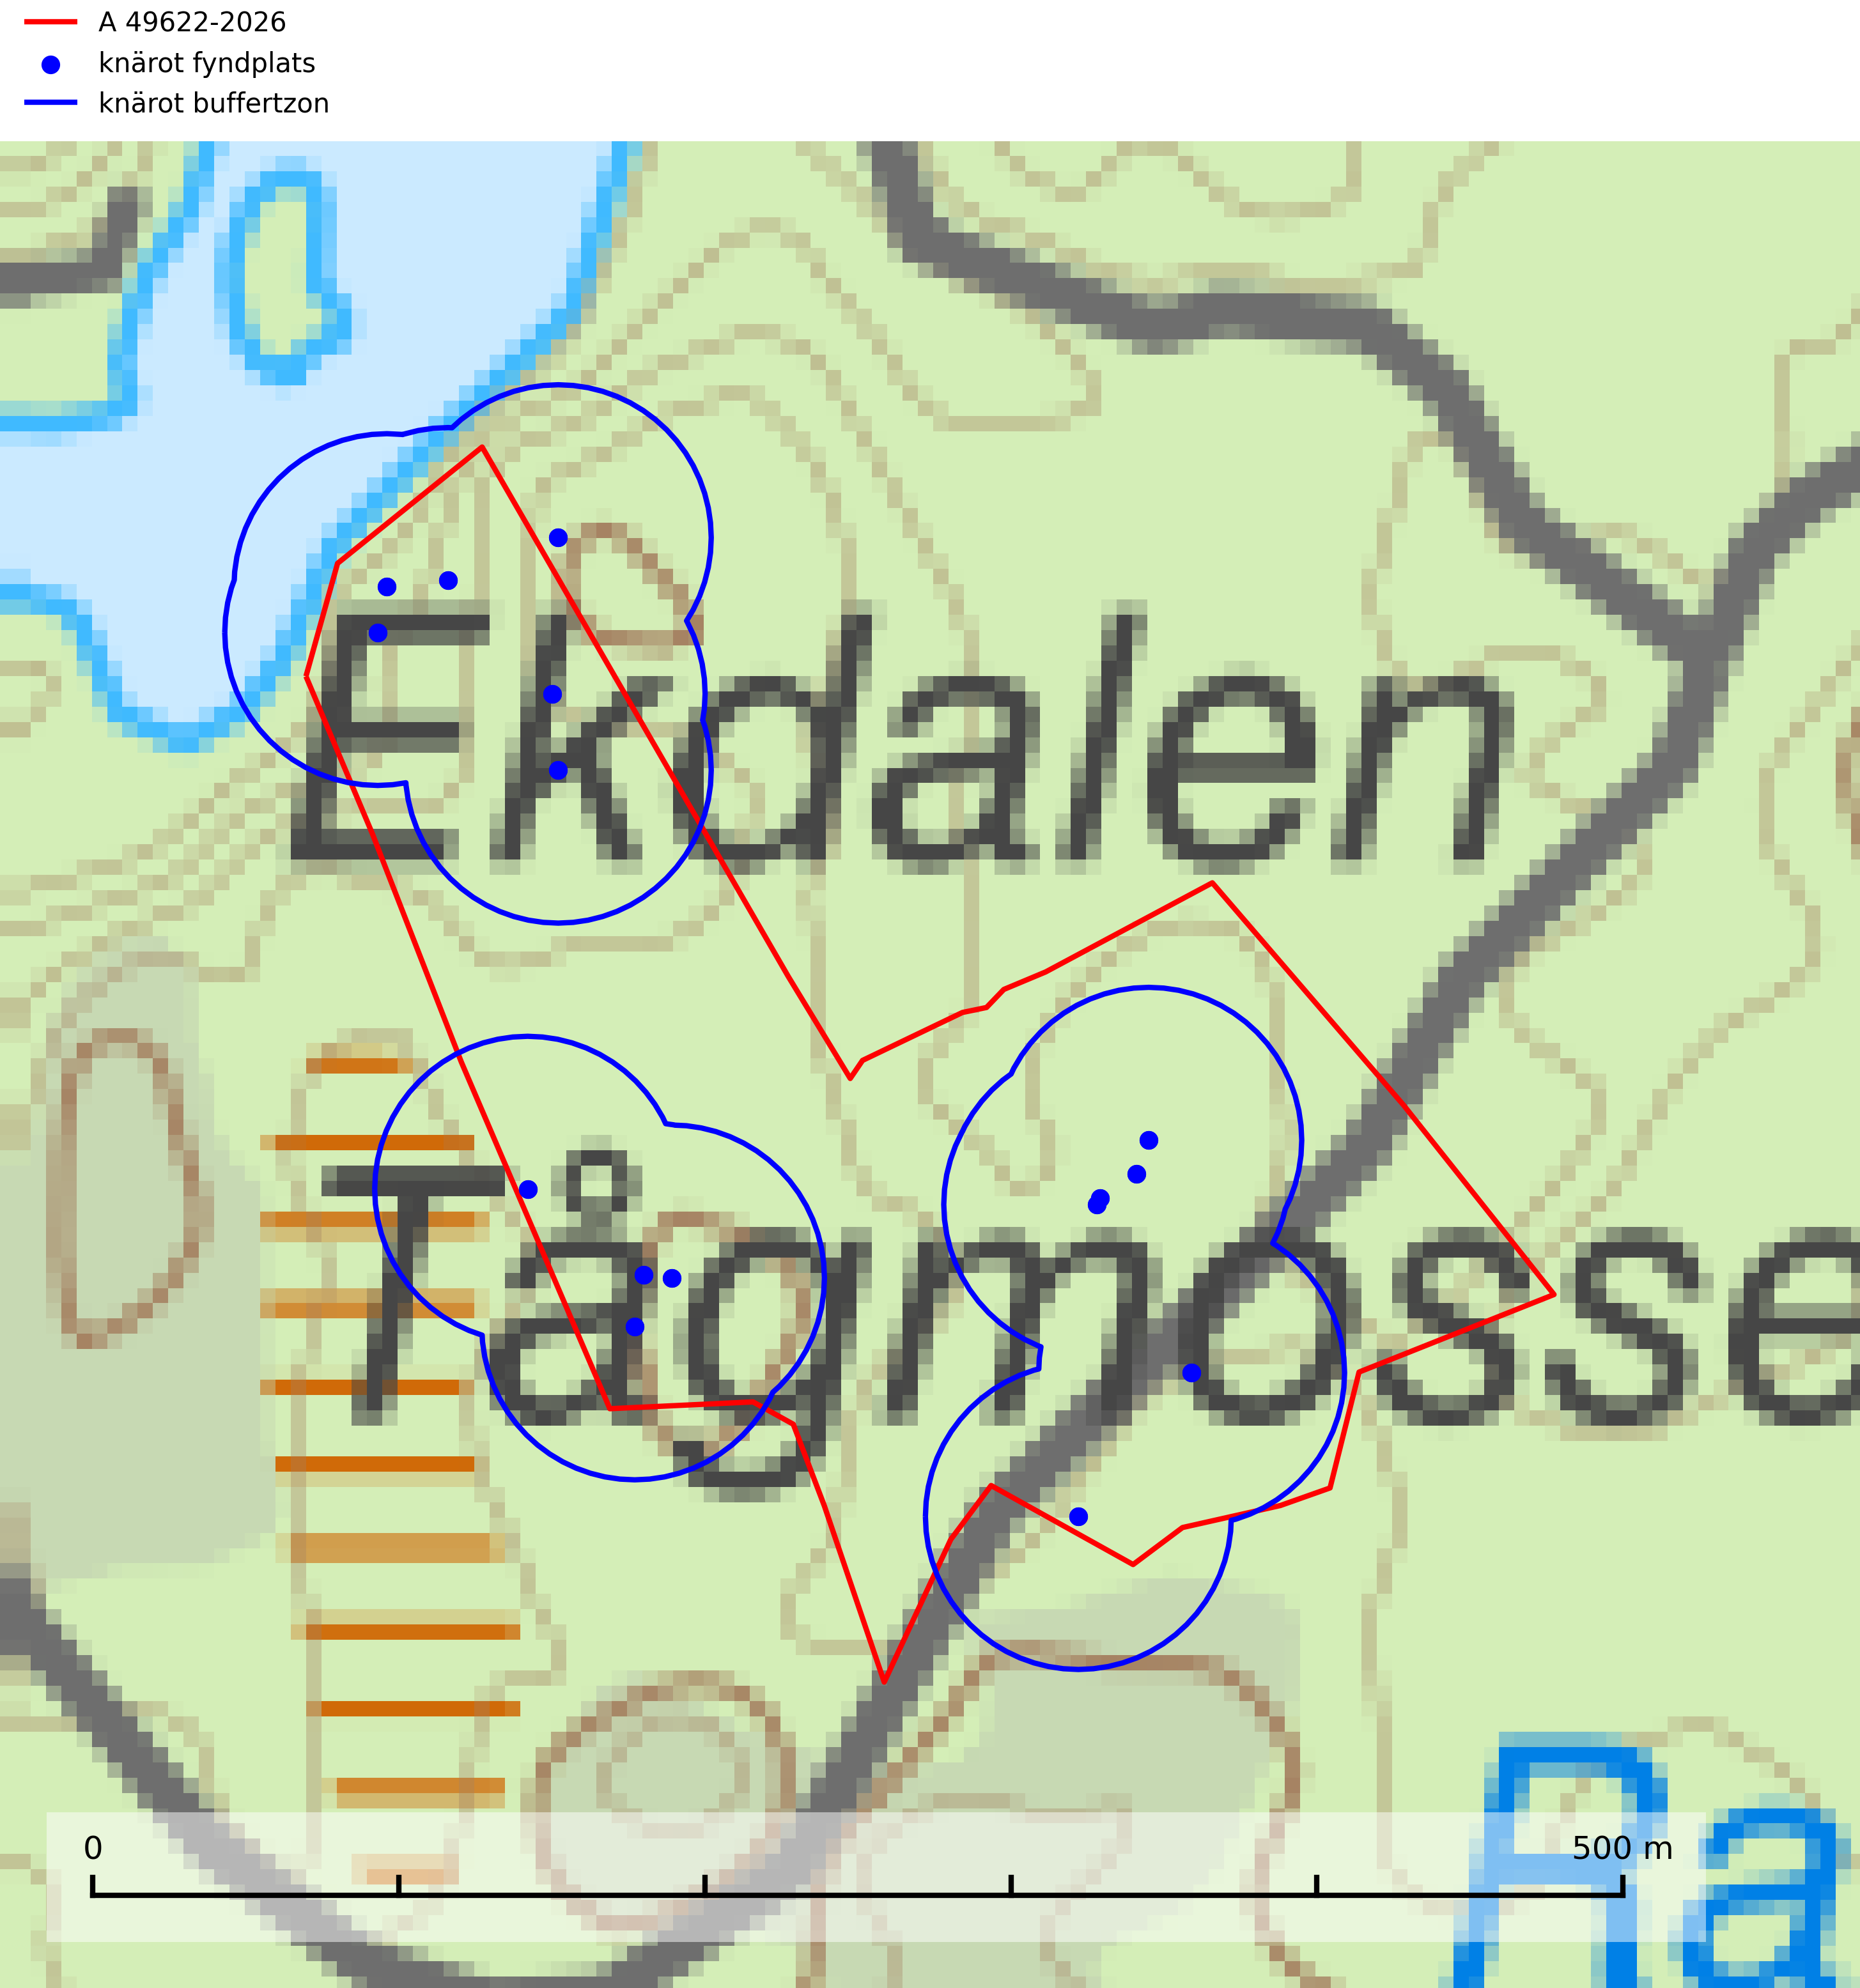 A 49622-2026
knärot fyndplats
knärot buffertzon
Ekdalen
Tågmosse
0 500 m